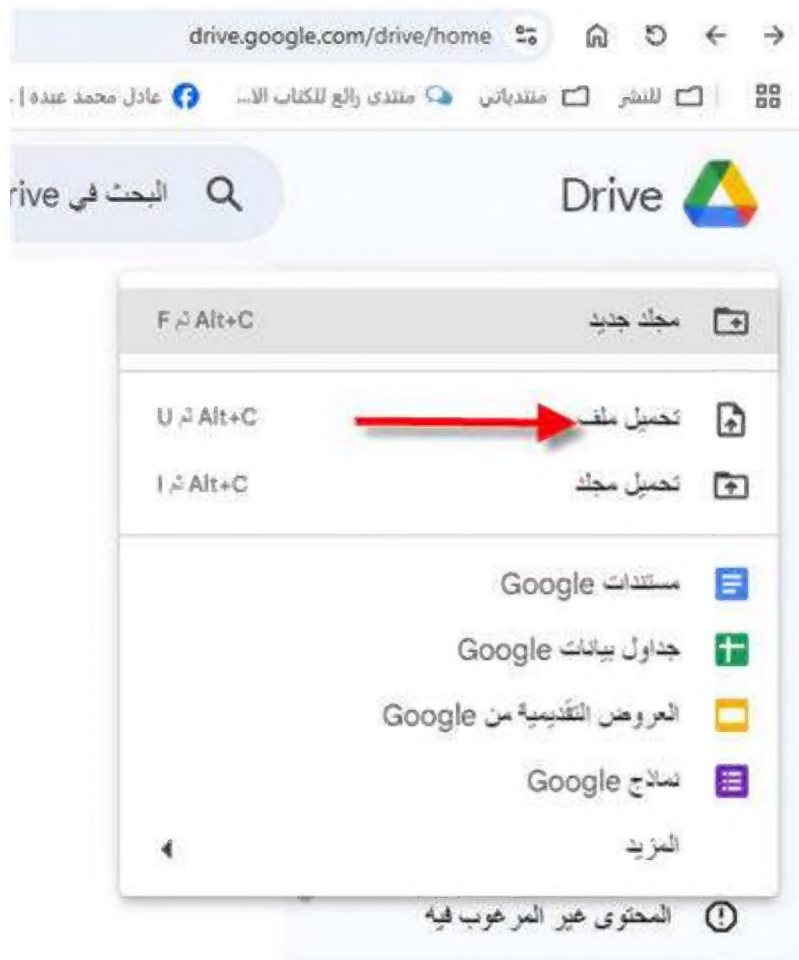 drive.google.com/drive/home
للنشر منتدياتي منتدى رائع للكتاب الا... عادل محمد عبده | .
Drive
البحث في rive
مجلد جديد Alt+C ثم F
تحميل ملف Alt+C ثم U
تحميل مجلد Alt+C ثم I
مستندات Google
جداول بيانات Google
العروض التقديمية من Google
نماذج Google
المزيد
المحتوى غير المرغوب فيه